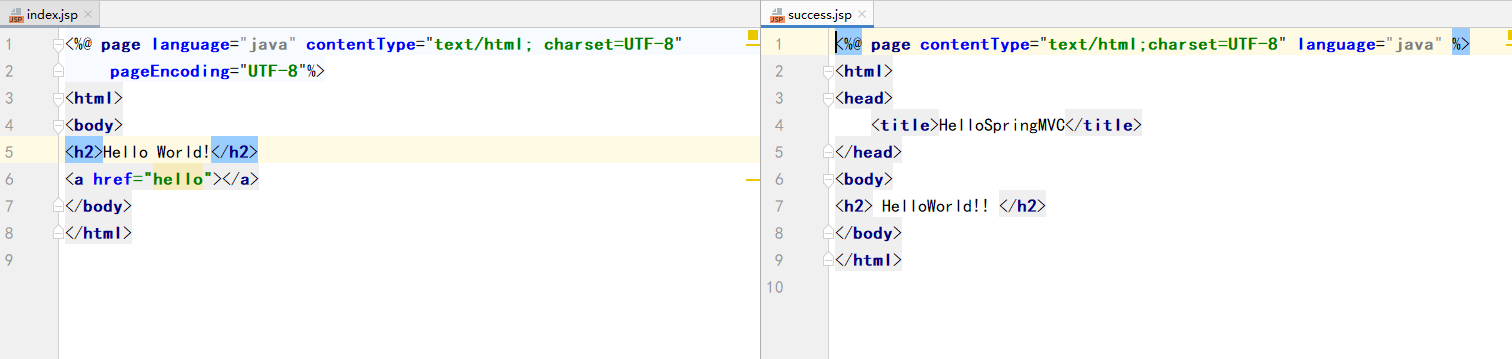 index.jsp
1 <%@ page language="java" contentType="text/html; charset=UTF-8"
2 pageEncoding="UTF-8"%>
3 <html>
4 <body>
5 <h2>Hello World!</h2>
6 <a href="hello"></a>
7 </body>
8 </html>
9
success.jsp
1 <%@ page contentType="text/html;charset=UTF-8" language="java" %>
2 <html>
3 <head>
4 <title>HelloSpringMVC</title>
5 </head>
6 <body>
7 <h2> HelloWorld!! </h2>
8 </body>
9 </html>
10